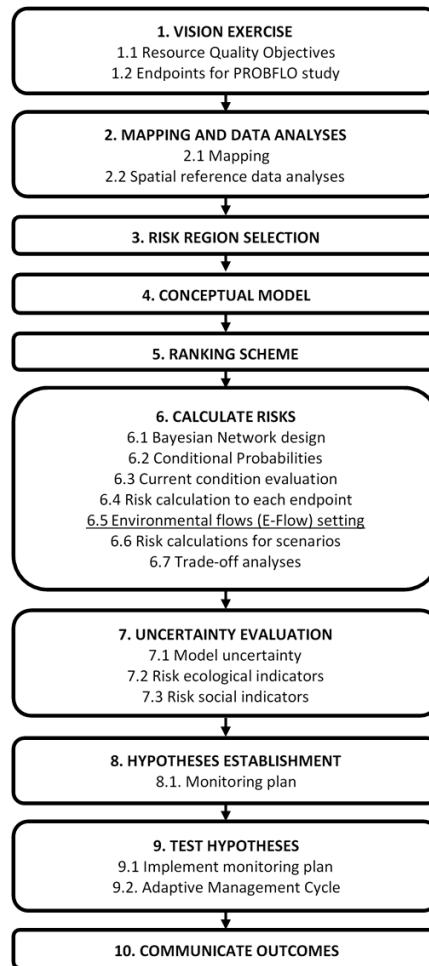 1. VISION EXERCISE
1.1 Resource Quality Objectives
1.2 Endpoints for PROBFLO study
2. MAPPING AND DATA ANALYSES
2.1 Mapping
2.2 Spatial reference data analyses
3. RISK REGION SELECTION
4. CONCEPTUAL MODEL
5. RANKING SCHEME
6. CALCULATE RISKS
6.1 Bayesian Network design
6.2 Conditional Probabilities
6.3 Current condition evaluation
6.4 Risk calculation to each endpoint
6.5 Environmental flows (E-Flow) setting
6.6 Risk calculations for scenarios
6.7 Trade-off analyses
7. UNCERTAINTY EVALUATION
7.1 Model uncertainty
7.2 Risk ecological indicators
7.3 Risk social indicators
8. HYPOTHESES ESTABLISHMENT
8.1. Monitoring plan
9. TEST HYPOTHESES
9.1 Implement monitoring plan
9.2. Adaptive Management Cycle
10. COMMUNICATE OUTCOMES